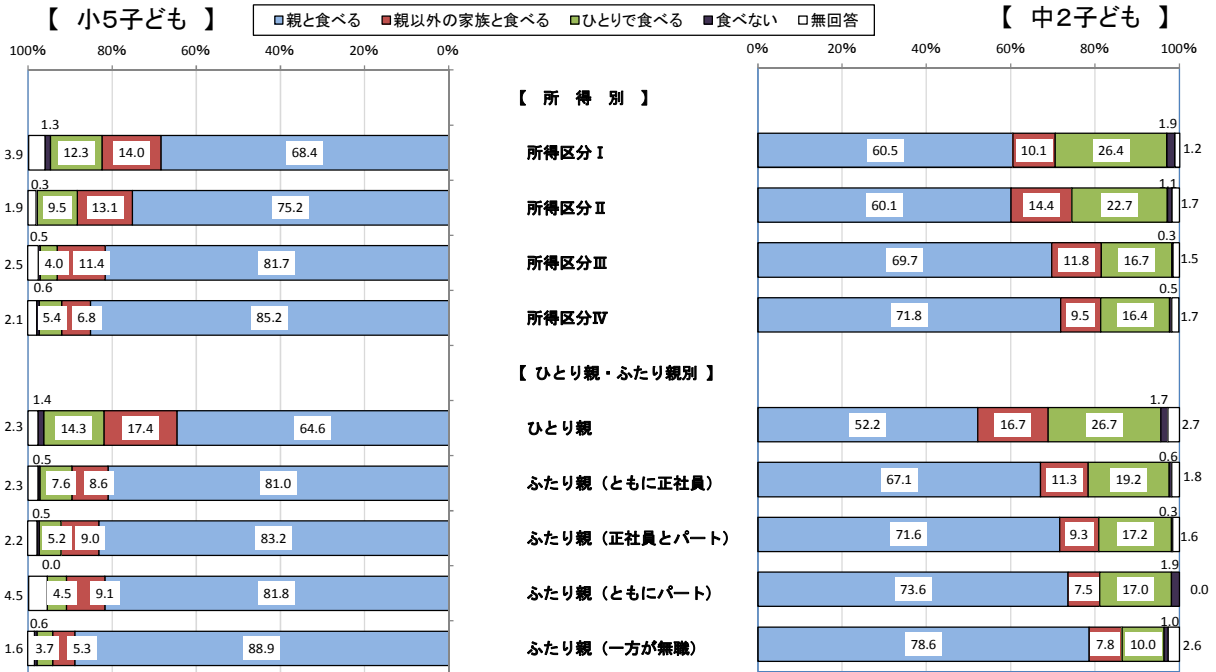 【 小5子ども 】
親と食べる 親以外の家族と食べる ひとりで食べる 食べない 無回答
【 中2子ども 】
100% 80% 60% 40% 20% 0%
0% 20% 40% 60% 80% 100%
【 所 得 別 】
1.3 1.9
3.9 12.3 14.0 68.4 所得区分Ⅰ 60.5 10.1 26.4 1.2
0.3 1.1
1.9 9.5 13.1 75.2 所得区分Ⅱ 60.1 14.4 22.7 1.7
0.5 0.3
2.5 4.0 11.4 81.7 所得区分Ⅲ 69.7 11.8 16.7 1.5
0.6 0.5
2.1 5.4 6.8 85.2 所得区分Ⅳ 71.8 9.5 16.4 1.7
【 ひとり親・ふたり親別 】
1.4 1.7
2.3 14.3 17.4 64.6 ひとり親 52.2 16.7 26.7 2.7
0.5 0.6
2.3 7.6 8.6 81.0 ふたり親（ともに正社員） 67.1 11.3 19.2 1.8
0.5 0.3
2.2 5.2 9.0 83.2 ふたり親（正社員とパート） 71.6 9.3 17.2 1.6
0.0 1.9
4.5 4.5 9.1 81.8 ふたり親（ともにパート） 73.6 7.5 17.0 0.0
0.6 1.0
1.6 3.7 5.3 88.9 ふたり親（一方が無職） 78.6 7.8 10.0 2.6